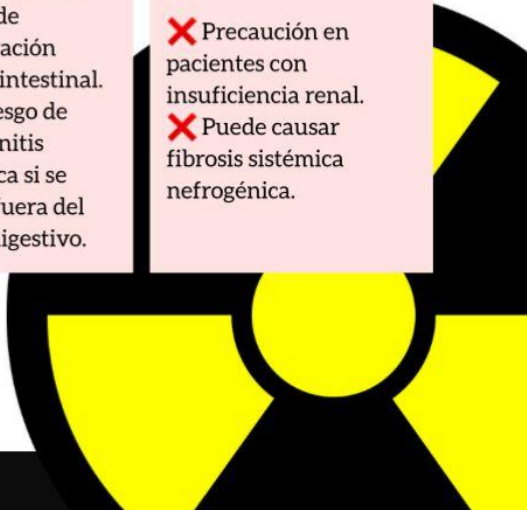 de
ación
intestinal.
esgo de
nitis
ca si se
fuera del
ligestivo.
❌ Precaución en
pacientes con
insuficiencia renal.
❌ Puede causar
fibrosis sistémica
nefrogénica.